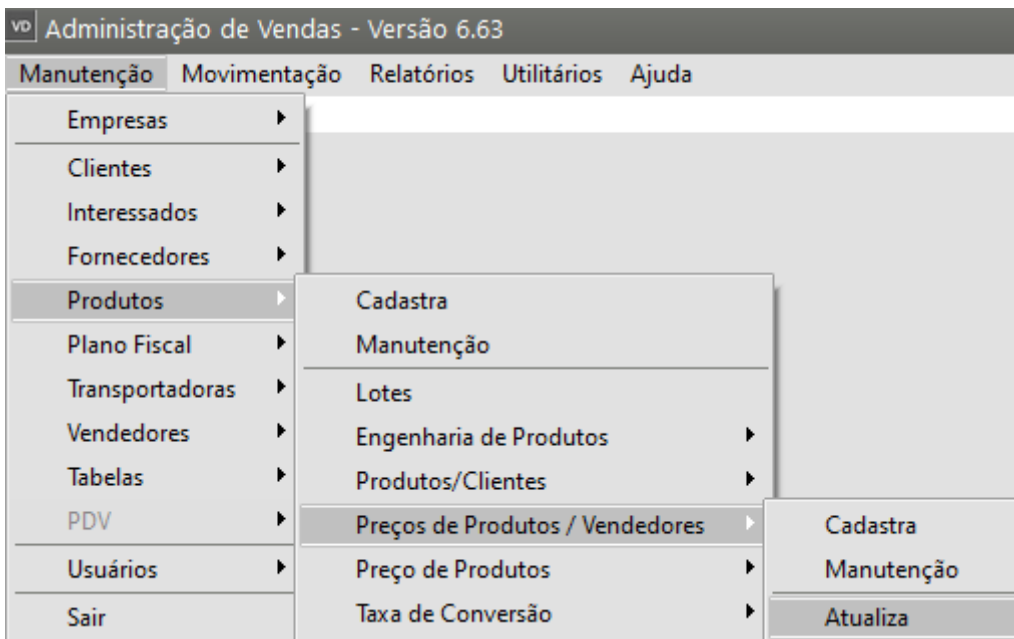 VD Administração de Vendas - Versão 6.63
Manutenção Movimentação Relatórios Utilitários Ajuda
Empresas
Clientes
Interessados
Fornecedores
Produtos
Plano Fiscal
Transportadoras
Vendedores
Tabelas
PDV
Usuários
Sair
Cadastra
Manutenção
Lotes
Engenharia de Produtos
Produtos/Clientes
Preços de Produtos / Vendedores
Preço de Produtos
Taxa de Conversão
Cadastra
Manutenção
Atualiza